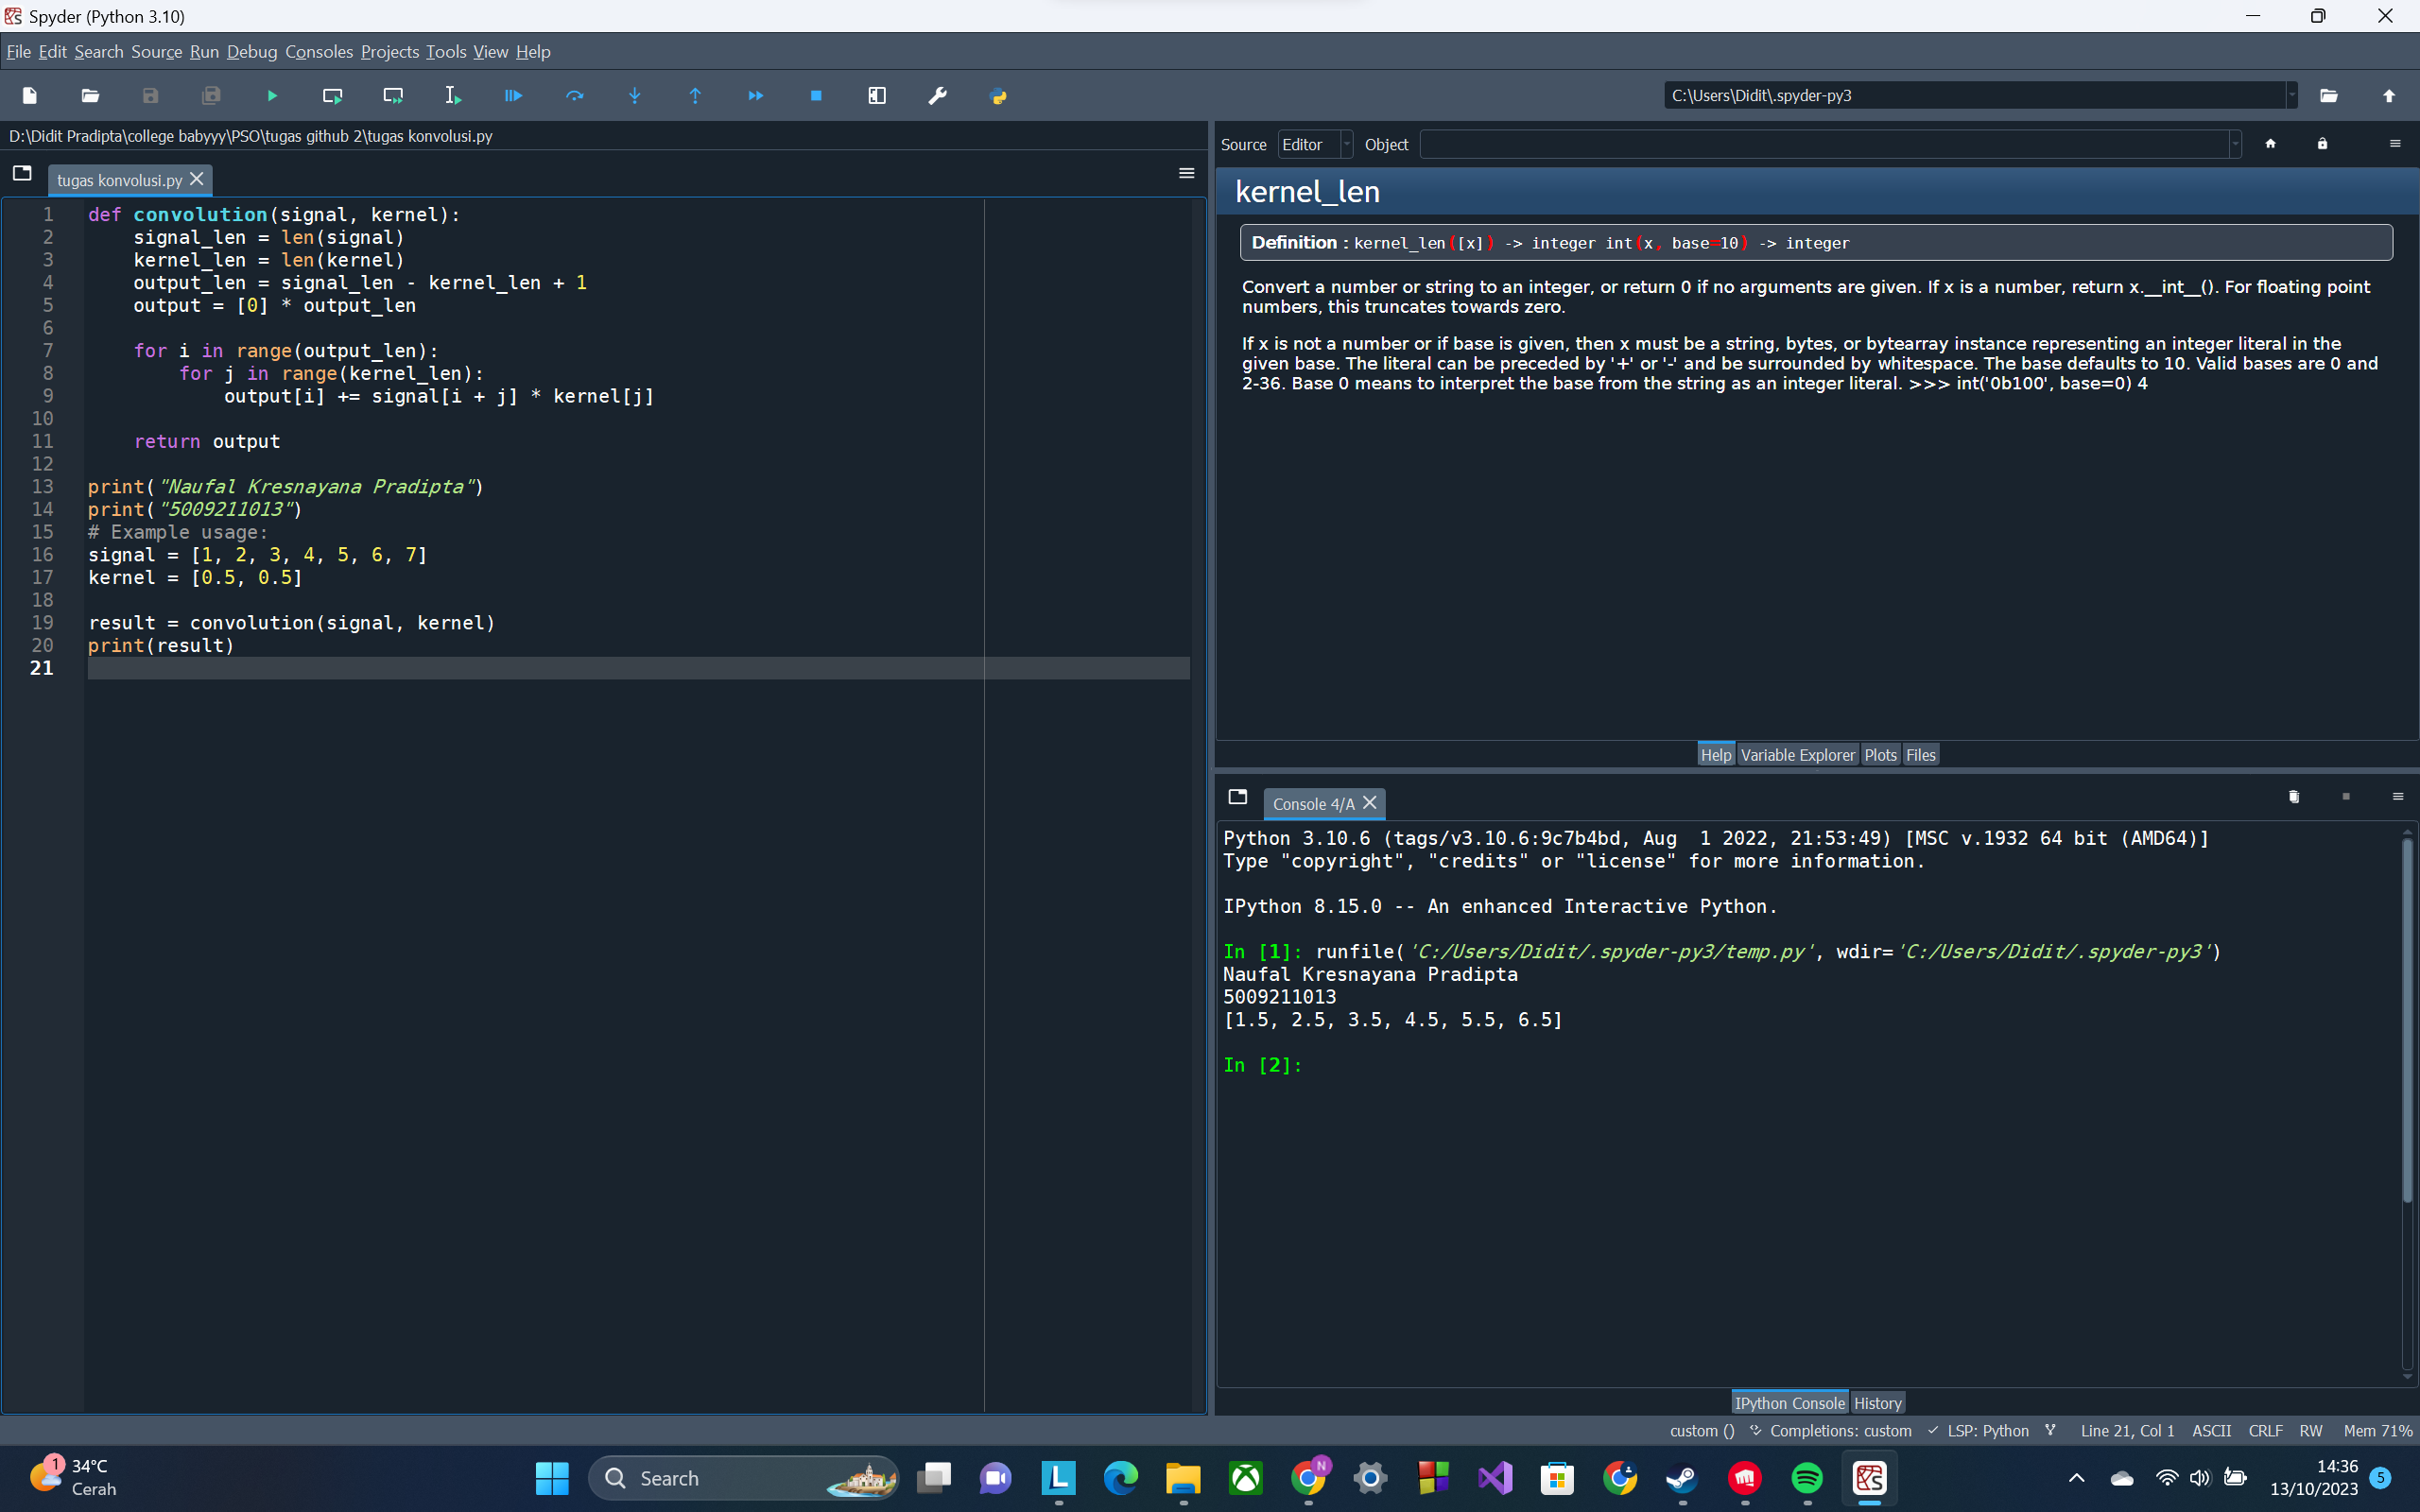 Spyder (Python 3.10)
File Edit Search Source Run Debug Consoles Projects Tools View Help
C:\Users\Didit\.spyder-py3
D:\Didit Pradipta\college babyyy\PSO\tugas github 2\tugas konvolusi.py
tugas konvolusi.py
1 def convolution(signal, kernel):
2     signal_len = len(signal)
3     kernel_len = len(kernel)
4     output_len = signal_len - kernel_len + 1
5     output = [0] * output_len
6
7     for i in range(output_len):
8         for j in range(kernel_len):
9             output[i] += signal[i + j] * kernel[j]
10
11     return output
12
13 print("Naufal Kresnayana Pradipta")
14 print("5009211013")
15 # Example usage:
16 signal = [1, 2, 3, 4, 5, 6, 7]
17 kernel = [0.5, 0.5]
18
19 result = convolution(signal, kernel)
20 print(result)
21
Source Editor Object
kernel_len
Definition : kernel_len([x]) -> integer int(x, base=10) -> integer
Convert a number or string to an integer, or return 0 if no arguments are given. If x is a number, return x.__int__(). For floating point
numbers, this truncates towards zero.
If x is not a number or if base is given, then x must be a string, bytes, or bytearray instance representing an integer literal in the
given base. The literal can be preceded by '+' or '-' and be surrounded by whitespace. The base defaults to 10. Valid bases are 0 and
2-36. Base 0 means to interpret the base from the string as an integer literal. >>> int('0b100', base=0) 4
Help Variable Explorer Plots Files
Console 4/A
Python 3.10.6 (tags/v3.10.6:9c7b4bd, Aug  1 2022, 21:53:49) [MSC v.1932 64 bit (AMD64)]
Type "copyright", "credits" or "license" for more information.
IPython 8.15.0 -- An enhanced Interactive Python.
In [1]: runfile('C:/Users/Didit/.spyder-py3/temp.py', wdir='C:/Users/Didit/.spyder-py3')
Naufal Kresnayana Pradipta
5009211013
[1.5, 2.5, 3.5, 4.5, 5.5, 6.5]
In [2]:
IPython Console History
custom () Completions: custom LSP: Python Line 21, Col 1 ASCII CRLF RW Mem 71%
1 34°C
Cerah
Search
L
N
14:36
13/10/2023
5